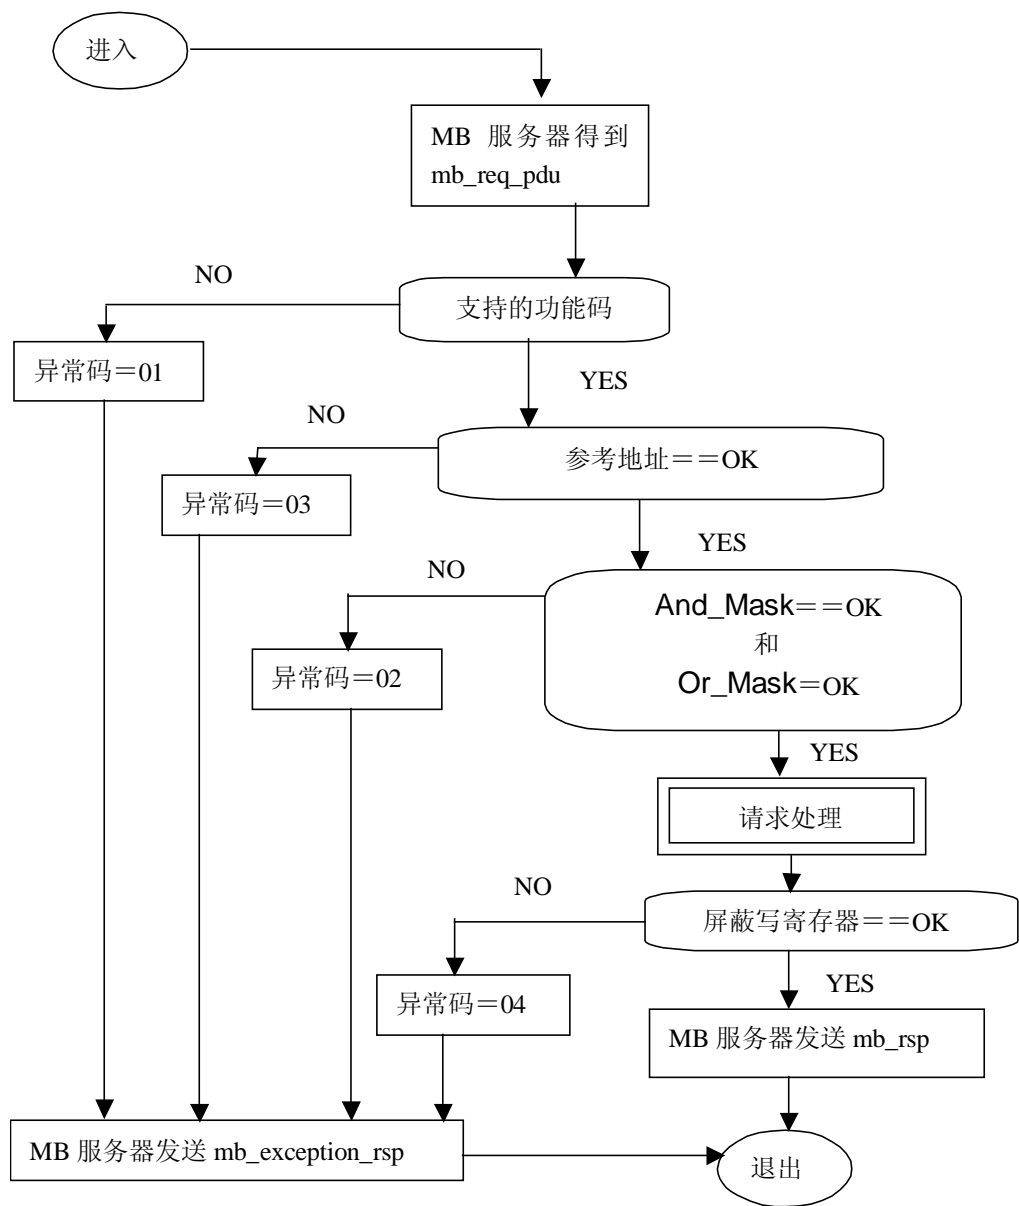 进入
MB 服务器得到
mb_req_pdu
NO
支持的功能码
异常码＝01
YES
NO
参考地址＝＝OK
异常码＝03
YES
NO
And_Mask＝＝OK
和
Or_Mask＝OK
异常码＝02
YES
请求处理
NO
屏蔽写寄存器＝＝OK
YES
异常码＝04
MB 服务器发送 mb_rsp
MB 服务器发送 mb_exception_rsp
退出